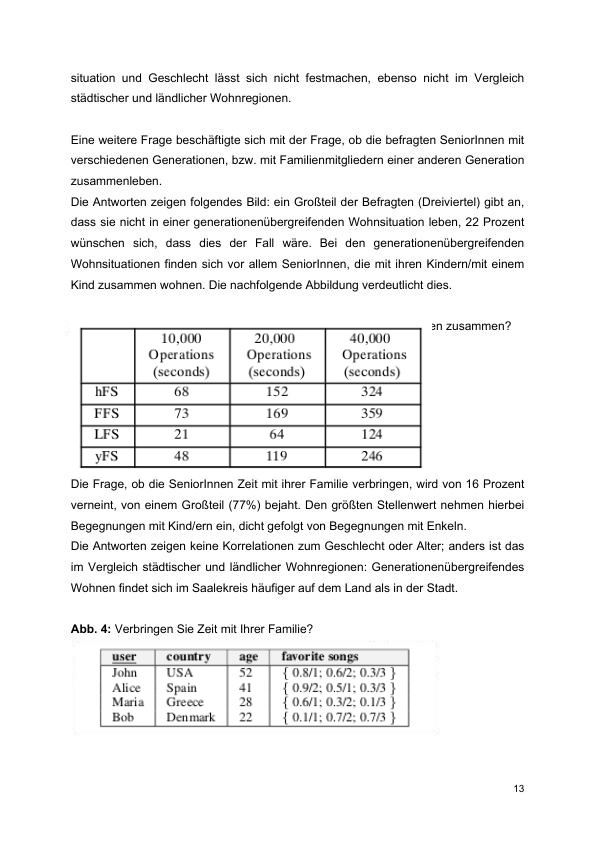 situation und Geschlecht lässt sich nicht festmachen, ebenso nicht im Vergleich
städtischer und ländlicher Wohnregionen.
Eine weitere Frage beschäftigte sich mit der Frage, ob die befragten SeniorInnen mit
verschiedenen Generationen, bzw. mit Familienmitgliedern einer anderen Generation
zusammenleben.
Die Antworten zeigen folgendes Bild: ein Großteil der Befragten (Dreiviertel) gibt an,
dass sie nicht in einer generationenübergreifenden Wohnsituation leben, 22 Prozent
wünschen sich, dass dies der Fall wäre. Bei den generationenübergreifenden
Wohnsituationen finden sich vor allem SeniorInnen, die mit ihren Kindern/mit einem
Kind zusammen wohnen. Die nachfolgende Abbildung verdeutlicht dies.
en zusammen?
10,000 20,000 40,000
Operations Operations Operations
(seconds) (seconds) (seconds)
hFS 68 152 324
FFS 73 169 359
LFS 21 64 124
yFS 48 119 246
Die Frage, ob die SeniorInnen Zeit mit ihrer Familie verbringen, wird von 16 Prozent
verneint, von einem Großteil (77%) bejaht. Den größten Stellenwert nehmen hierbei
Begegnungen mit Kind/ern ein, dicht gefolgt von Begegnungen mit Enkeln.
Die Antworten zeigen keine Korrelationen zum Geschlecht oder Alter; anders ist das
im Vergleich städtischer und ländlicher Wohnregionen: Generationenübergreifendes
Wohnen findet sich im Saalekreis häufiger auf dem Land als in der Stadt.
Abb. 4: Verbringen Sie Zeit mit Ihrer Familie?
user country age favorite songs
John USA 52 { 0.8/1; 0.6/2; 0.3/3 }
Alice Spain 41 { 0.9/2; 0.5/1; 0.3/3 }
Maria Greece 28 { 0.6/1; 0.3/2; 0.1/3 }
Bob Denmark 22 { 0.1/1; 0.7/2; 0.7/3 }
13